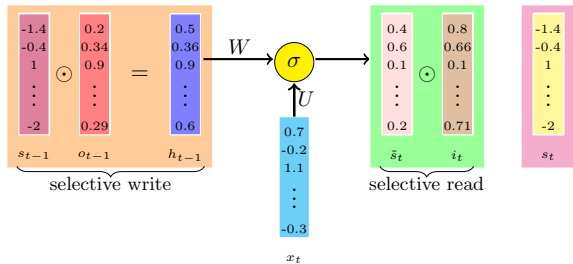 -1.4 0.2 0.5 0.4 0.8 -1.4
-0.4 0.34 0.36 W σ 0.6 0.66 -0.4
1 ⊙ 0.9 = 0.9 0.1 ⊙ 0.1 1
⋮ ⋮ ⋮ U ⋮ ⋮ ⋮
-2 0.29 0.6 0.2 0.71 -2
0.7
-0.2
1.1
⋮
-0.3
s_{t−1} o_{t−1} h_{t−1} s̃_t i_t s_t
selective write selective read
x_t